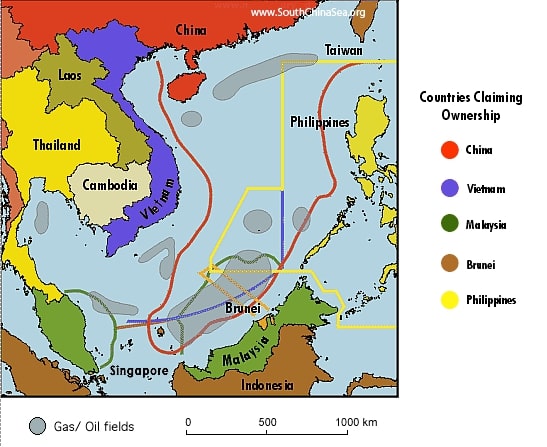 www.SouthChinaSea.org
China
Taiwan
Laos
Countries Claiming
Ownership
Philippines
Thailand
China
Cambodia
Vietnam
Vietnam
Malaysia
Brunei
Philippines
Brunei
Malaysia
Singapore
Indonesia
Gas/ Oil fields
0 500 1000 km